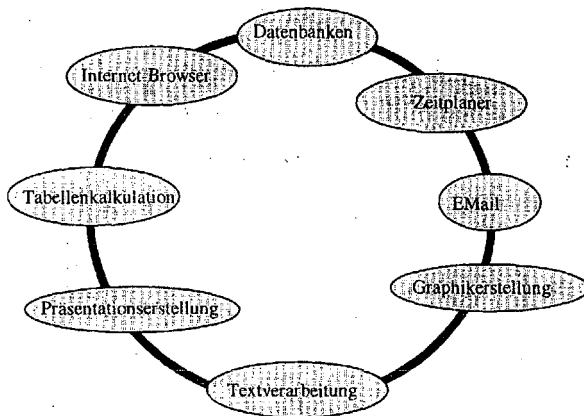 Datenbanken
Internet-Browser
Zeitplaner
Tabellenkalkulation
EMail
Graphikerstellung
Präsentationserstellung
Textverarbeitung